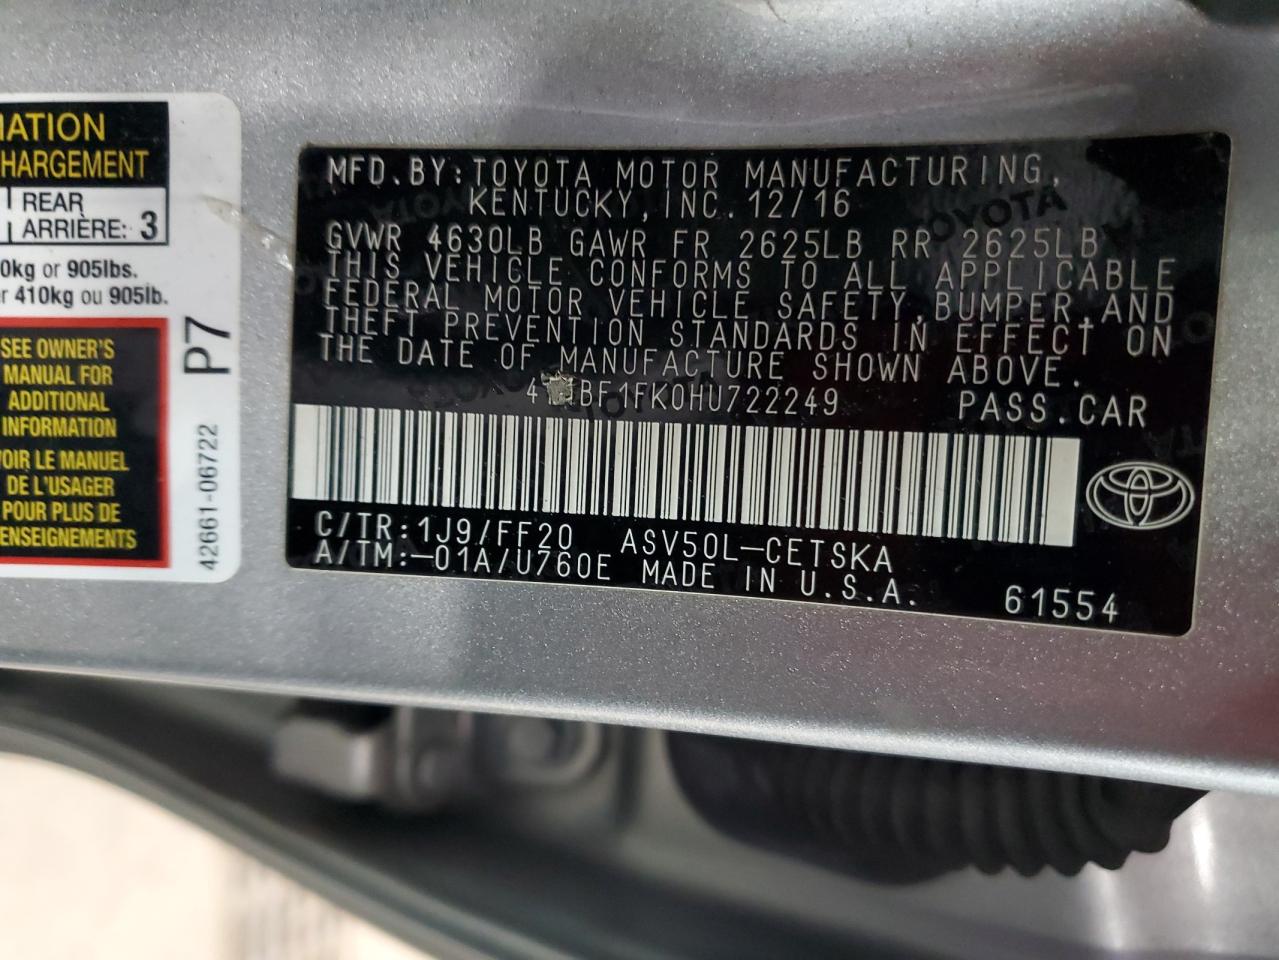 MATION
HARGEMENT
REAR
ARRIÈRE: 3
0kg or 905lbs.
er 410kg ou 905lb.
SEE OWNER'S
MANUAL FOR
ADDITIONAL
INFORMATION
VOIR LE MANUEL
DE L'USAGER
POUR PLUS DE
RENSEIGNEMENTS
P7
42661-06722
MFD.BY:TOYOTA MOTOR MANUFACTURING,
KENTUCKY,INC.12/16
GVWR 4630LB GAWR FR 2625LB RR 2625LB
THIS VEHICLE CONFORMS TO ALL APPLICABLE
FEDERAL MOTOR VEHICLE SAFETY,BUMPER,AND
THEFT PREVENTION STANDARDS IN EFFECT ON
THE DATE OF MANUFACTURE SHOWN ABOVE.
BF1FK0HU722249 PASS.CAR
C/TR:1J9/FF20 ASV50L-CETSKA
A/TM:-01A/U760E MADE IN U.S.A. 61554